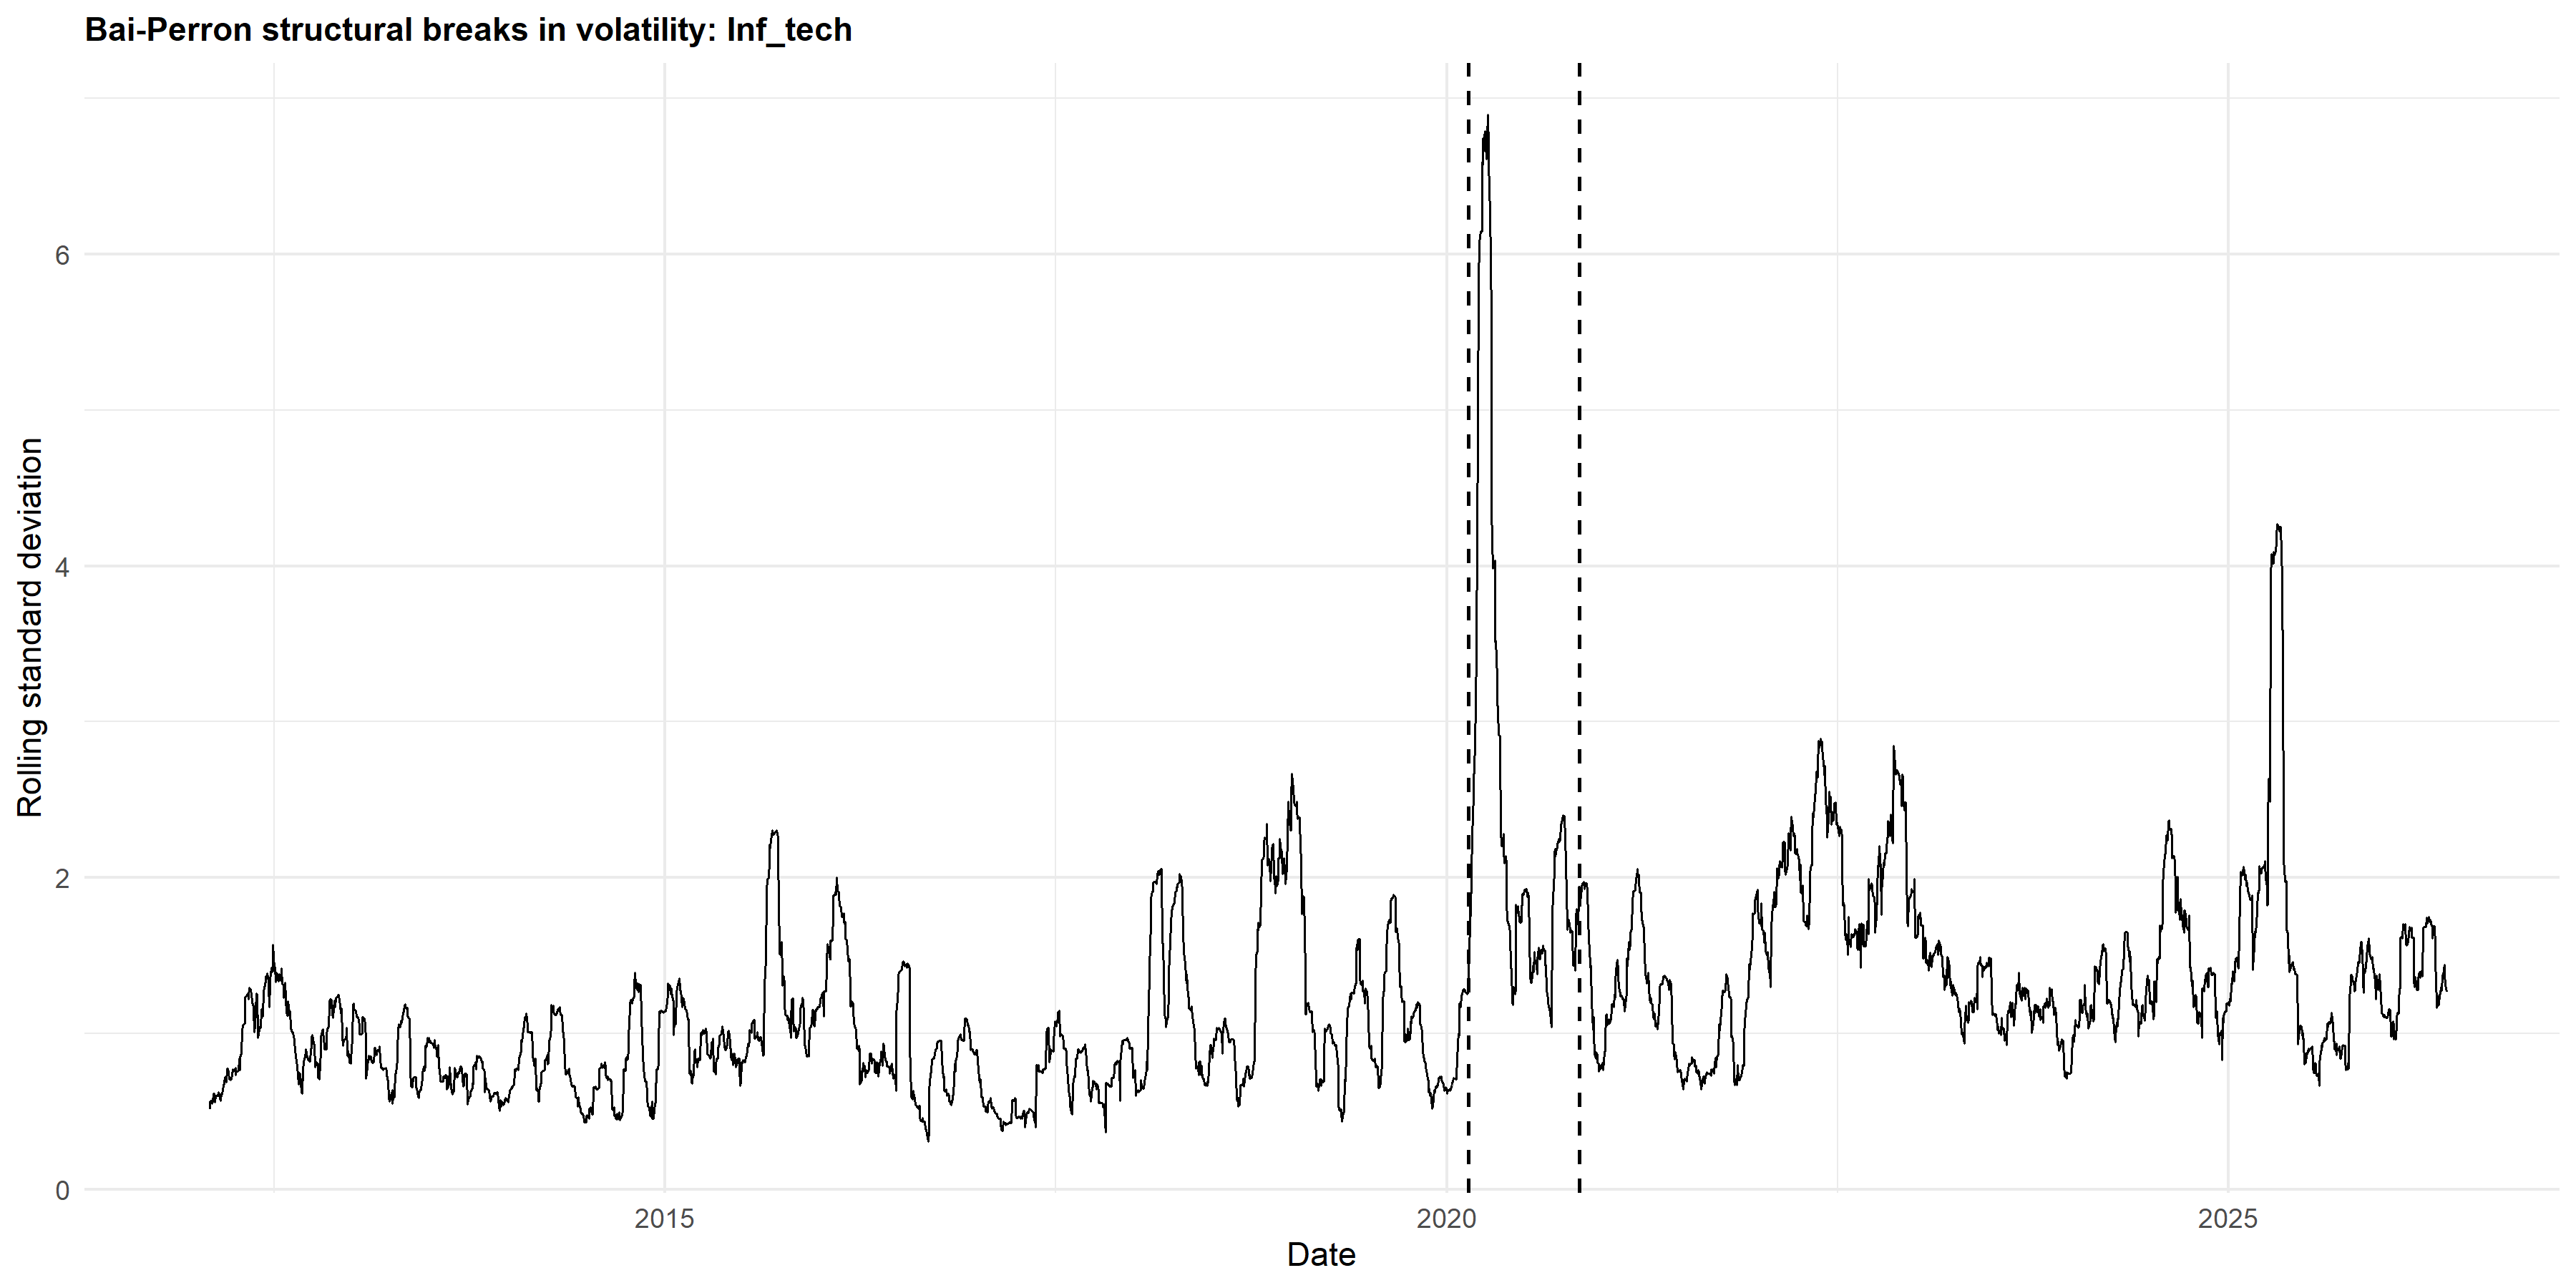 Bai-Perron structural breaks in volatility: Inf_tech
Rolling standard deviation
6
4
2
0
2015
2020
2025
Date